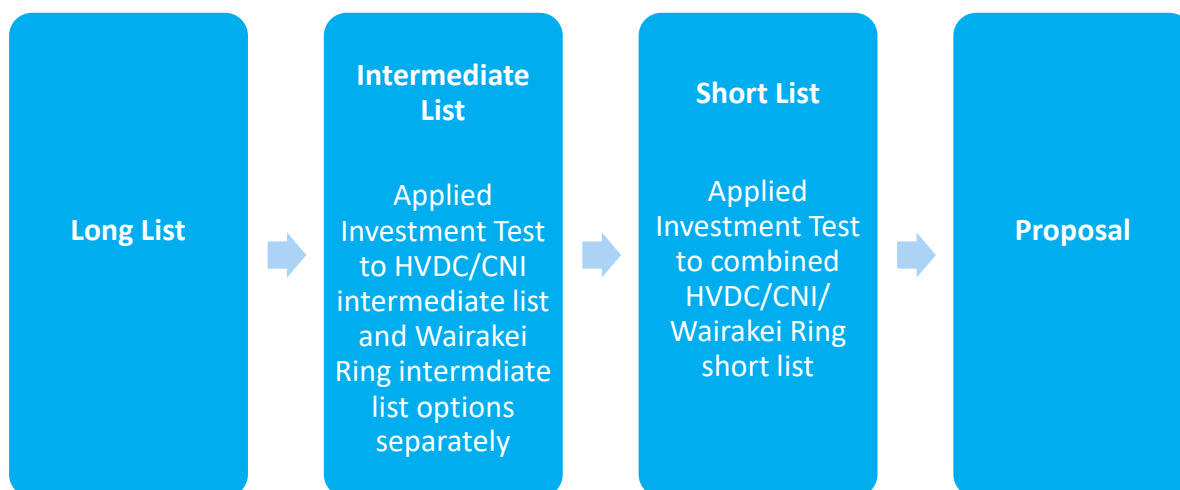 Long List
Intermediate
List
Applied
Investment Test
to HVDC/CNI
intermediate list
and Wairakei
Ring intermdiate
list options
separately
Short List
Applied
Investment Test
to combined
HVDC/CNI/
Wairakei Ring
short list
Proposal